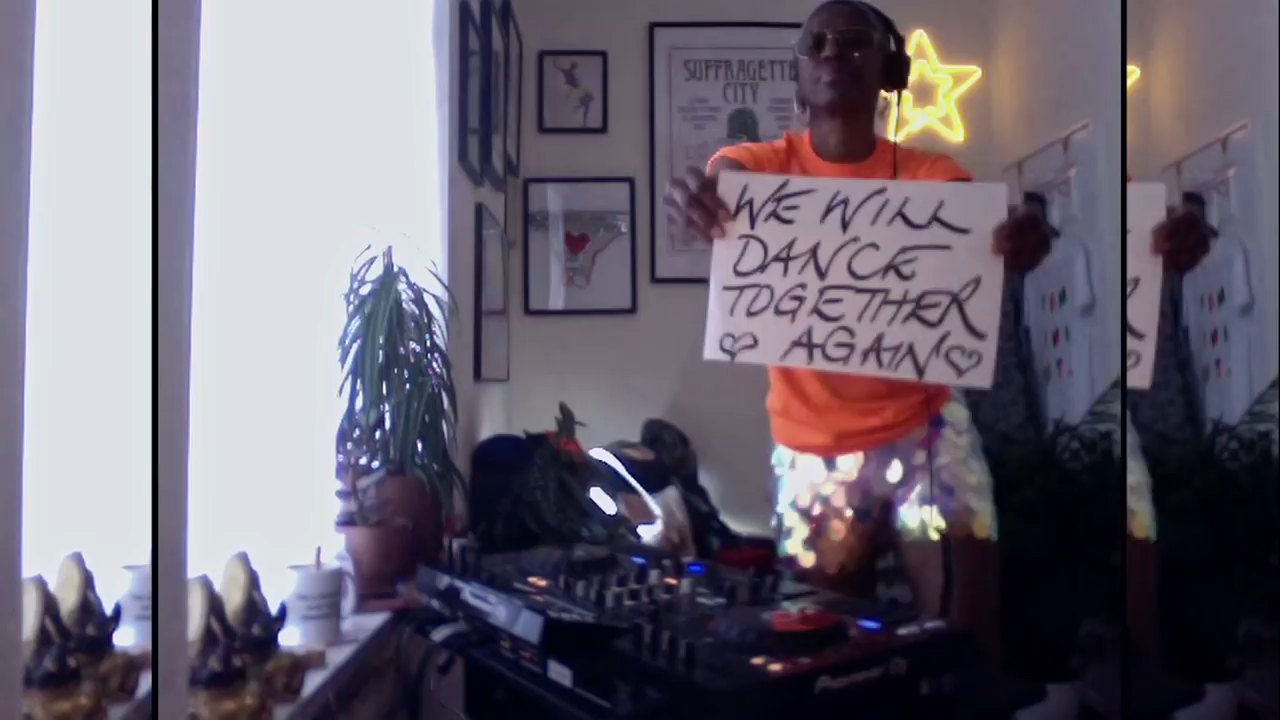 SUFFRAGETTE
CITY
WE WILL
DANCE
TOGETHER
♡ AGAIN ♡